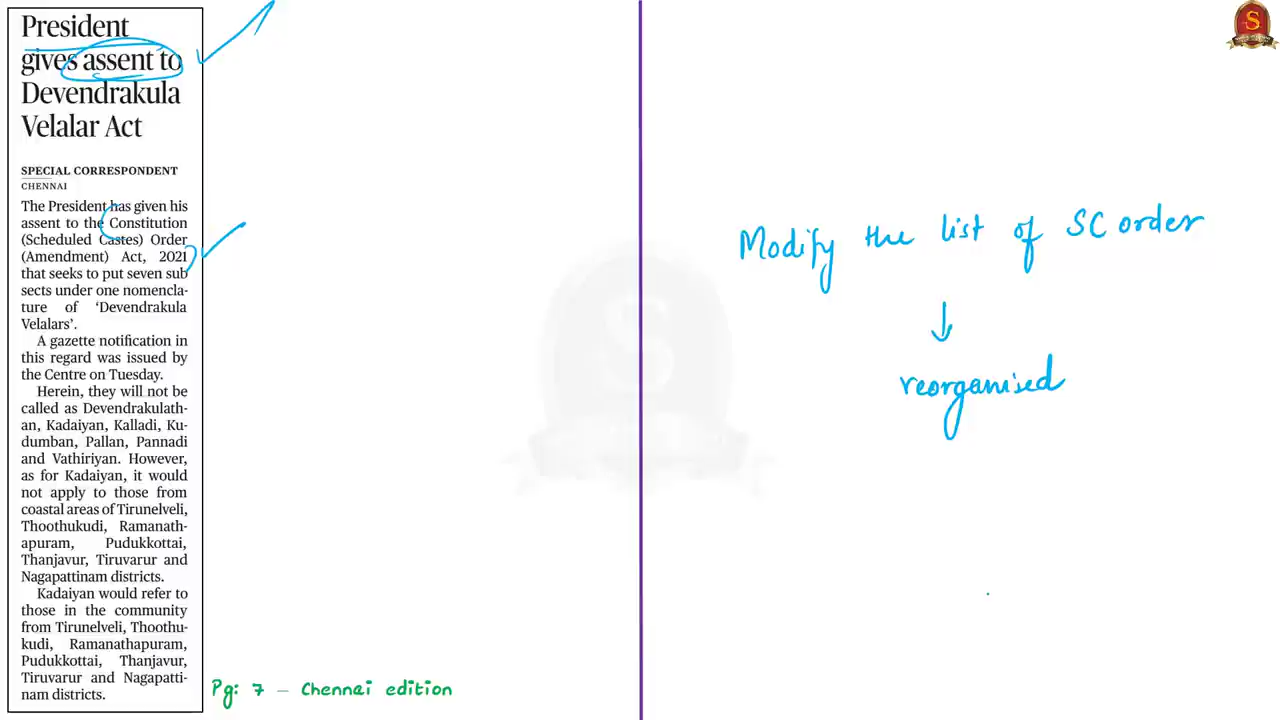 President
gives assent to
Devendrakula
Velalar Act
SPECIAL CORRESPONDENT
CHENNAI
The President has given his
assent to the Constitution
(Scheduled Castes) Order
(Amendment) Act, 2021
that seeks to put seven sub
sects under one nomencla-
ture of ‘Devendrakula
Velalars’.
A gazette notification in
this regard was issued by
the Centre on Tuesday.
Herein, they will not be
called as Devendrakulath-
an, Kadaiyan, Kalladi, Ku-
dumban, Pallan, Pannadi
and Vathiriyan. However,
as for Kadaiyan, it would
not apply to those from
coastal areas of Tirunelveli,
Thoothukudi, Ramanath-
apuram, Pudukkottai,
Thanjavur, Tiruvarur and
Nagapattinam districts.
Kadaiyan would refer to
those in the community
from Tirunelveli, Thoothu-
kudi, Ramanathapuram,
Pudukkottai, Thanjavur,
Tiruvarur and Nagapatti-
nam districts.
Pg: 7 – Chennai edition
Modify the list of SC order
reorganised
S